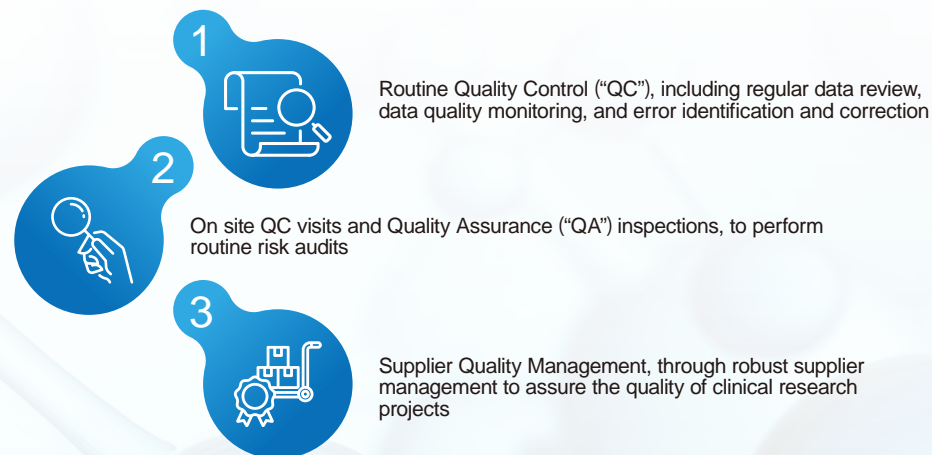 1
Routine Quality Control (“QC”), including regular data review,
data quality monitoring, and error identification and correction
2
On site QC visits and Quality Assurance (“QA”) inspections, to perform
routine risk audits
3
Supplier Quality Management, through robust supplier
management to assure the quality of clinical research
projects